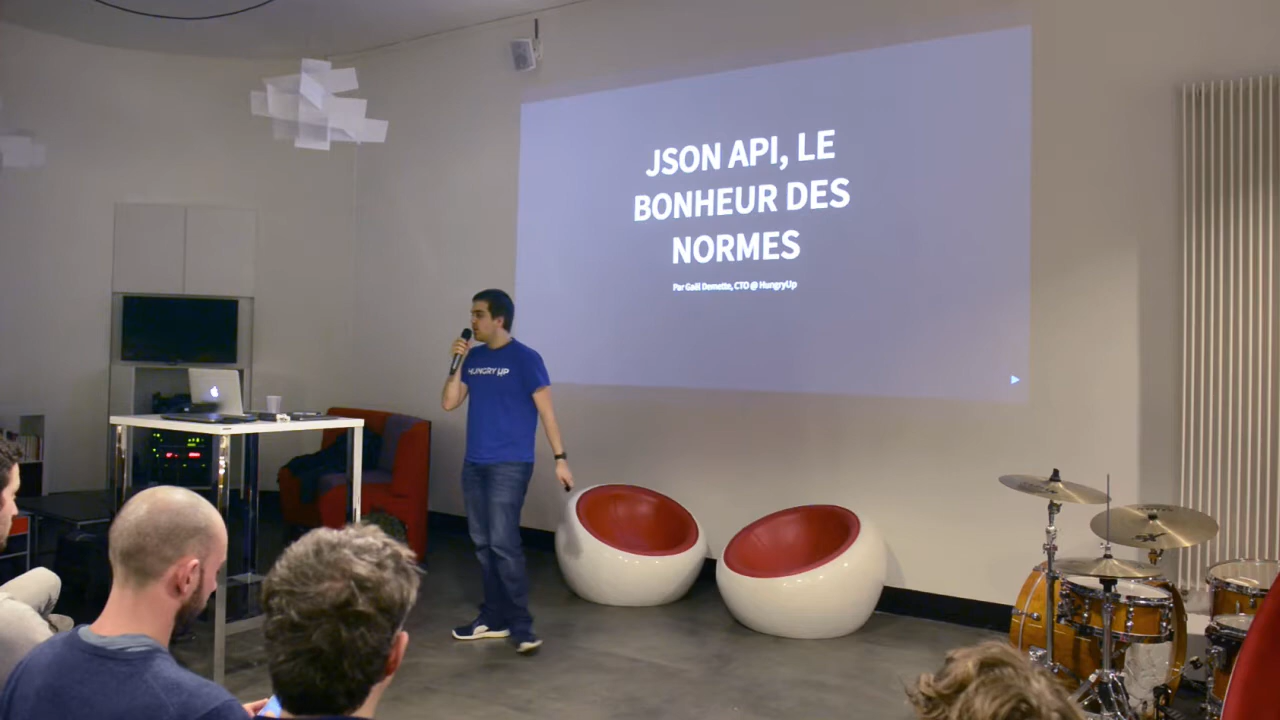 JSON API, LE
BONHEUR DES
NORMES
Par Gaël Demette, CTO @ HungryUp
HUNGRY UP